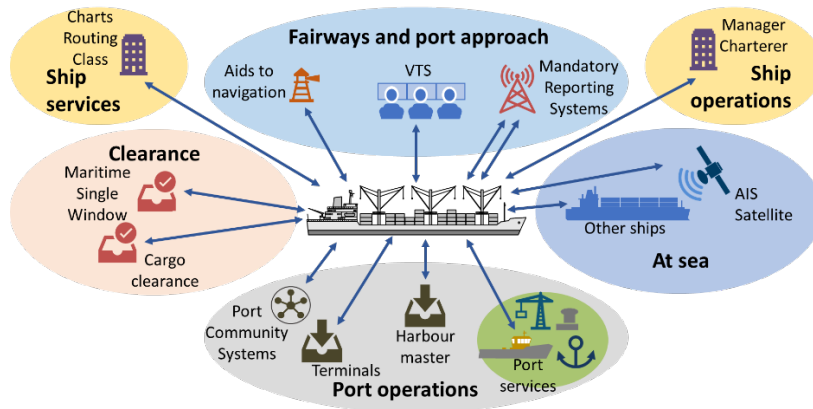 Charts
Routing
Class
Ship
services
Fairways and port approach
Aids to
navigation
VTS
Mandatory
Reporting
Systems
Manager
Charterer
Ship
operations
Clearance
Maritime
Single
Window
Cargo
clearance
AIS
Satellite
Other ships
At sea
Port
Community
Systems
Terminals
Harbour
master
Port
services
Port operations